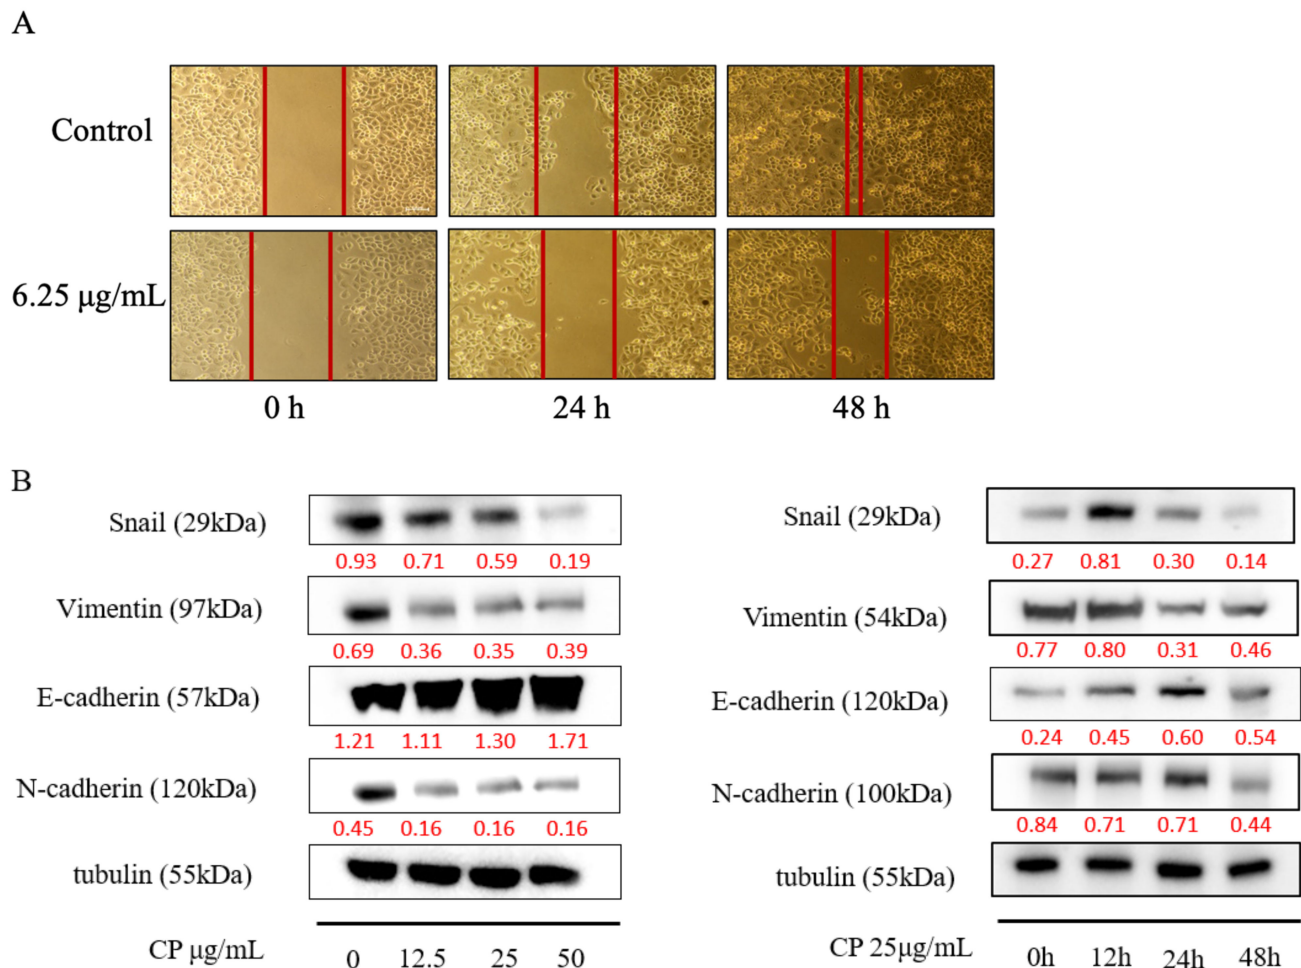 A
Control
6.25 μg/mL
0 h
24 h
48 h
B
Snail (29kDa)
0.93 0.71 0.59 0.19
Vimentin (97kDa)
0.69 0.36 0.35 0.39
E-cadherin (57kDa)
1.21 1.11 1.30 1.71
N-cadherin (120kDa)
0.45 0.16 0.16 0.16
tubulin (55kDa)
CP μg/mL 0 12.5 25 50
Snail (29kDa)
0.27 0.81 0.30 0.14
Vimentin (54kDa)
0.77 0.80 0.31 0.46
E-cadherin (120kDa)
0.24 0.45 0.60 0.54
N-cadherin (100kDa)
0.84 0.71 0.71 0.44
tubulin (55kDa)
CP 25μg/mL 0h 12h 24h 48h